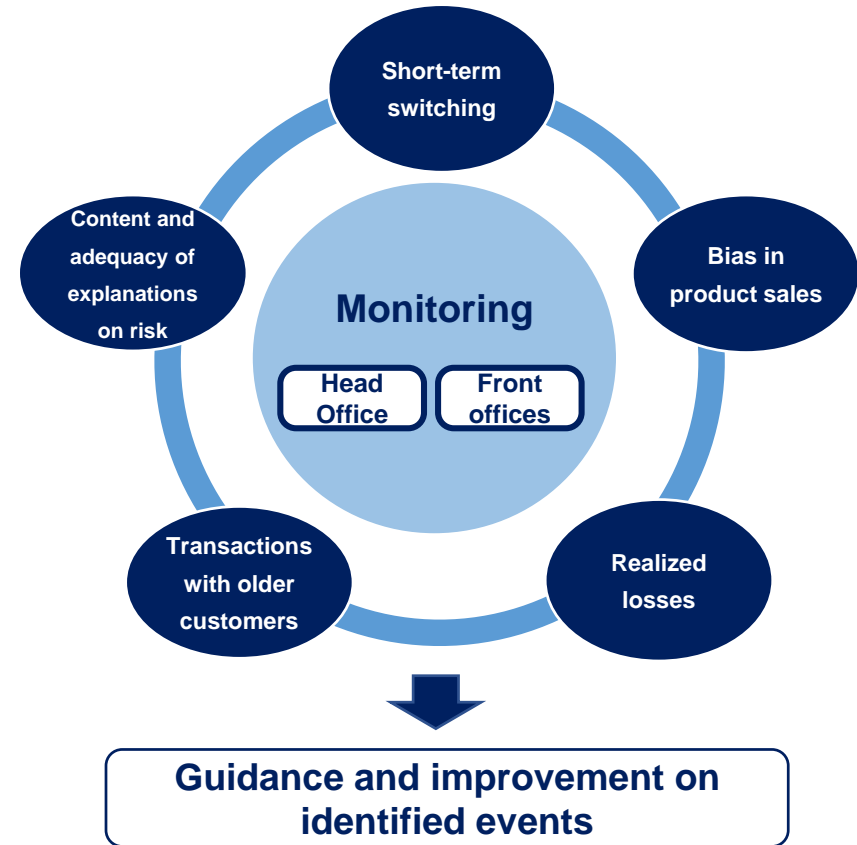 Short-term
switching
Content and
adequacy of
explanations
on risk
Bias in
product sales
Monitoring
Head
Office
Front
offices
Transactions
with older
customers
Realized
losses
Guidance and improvement on
identified events